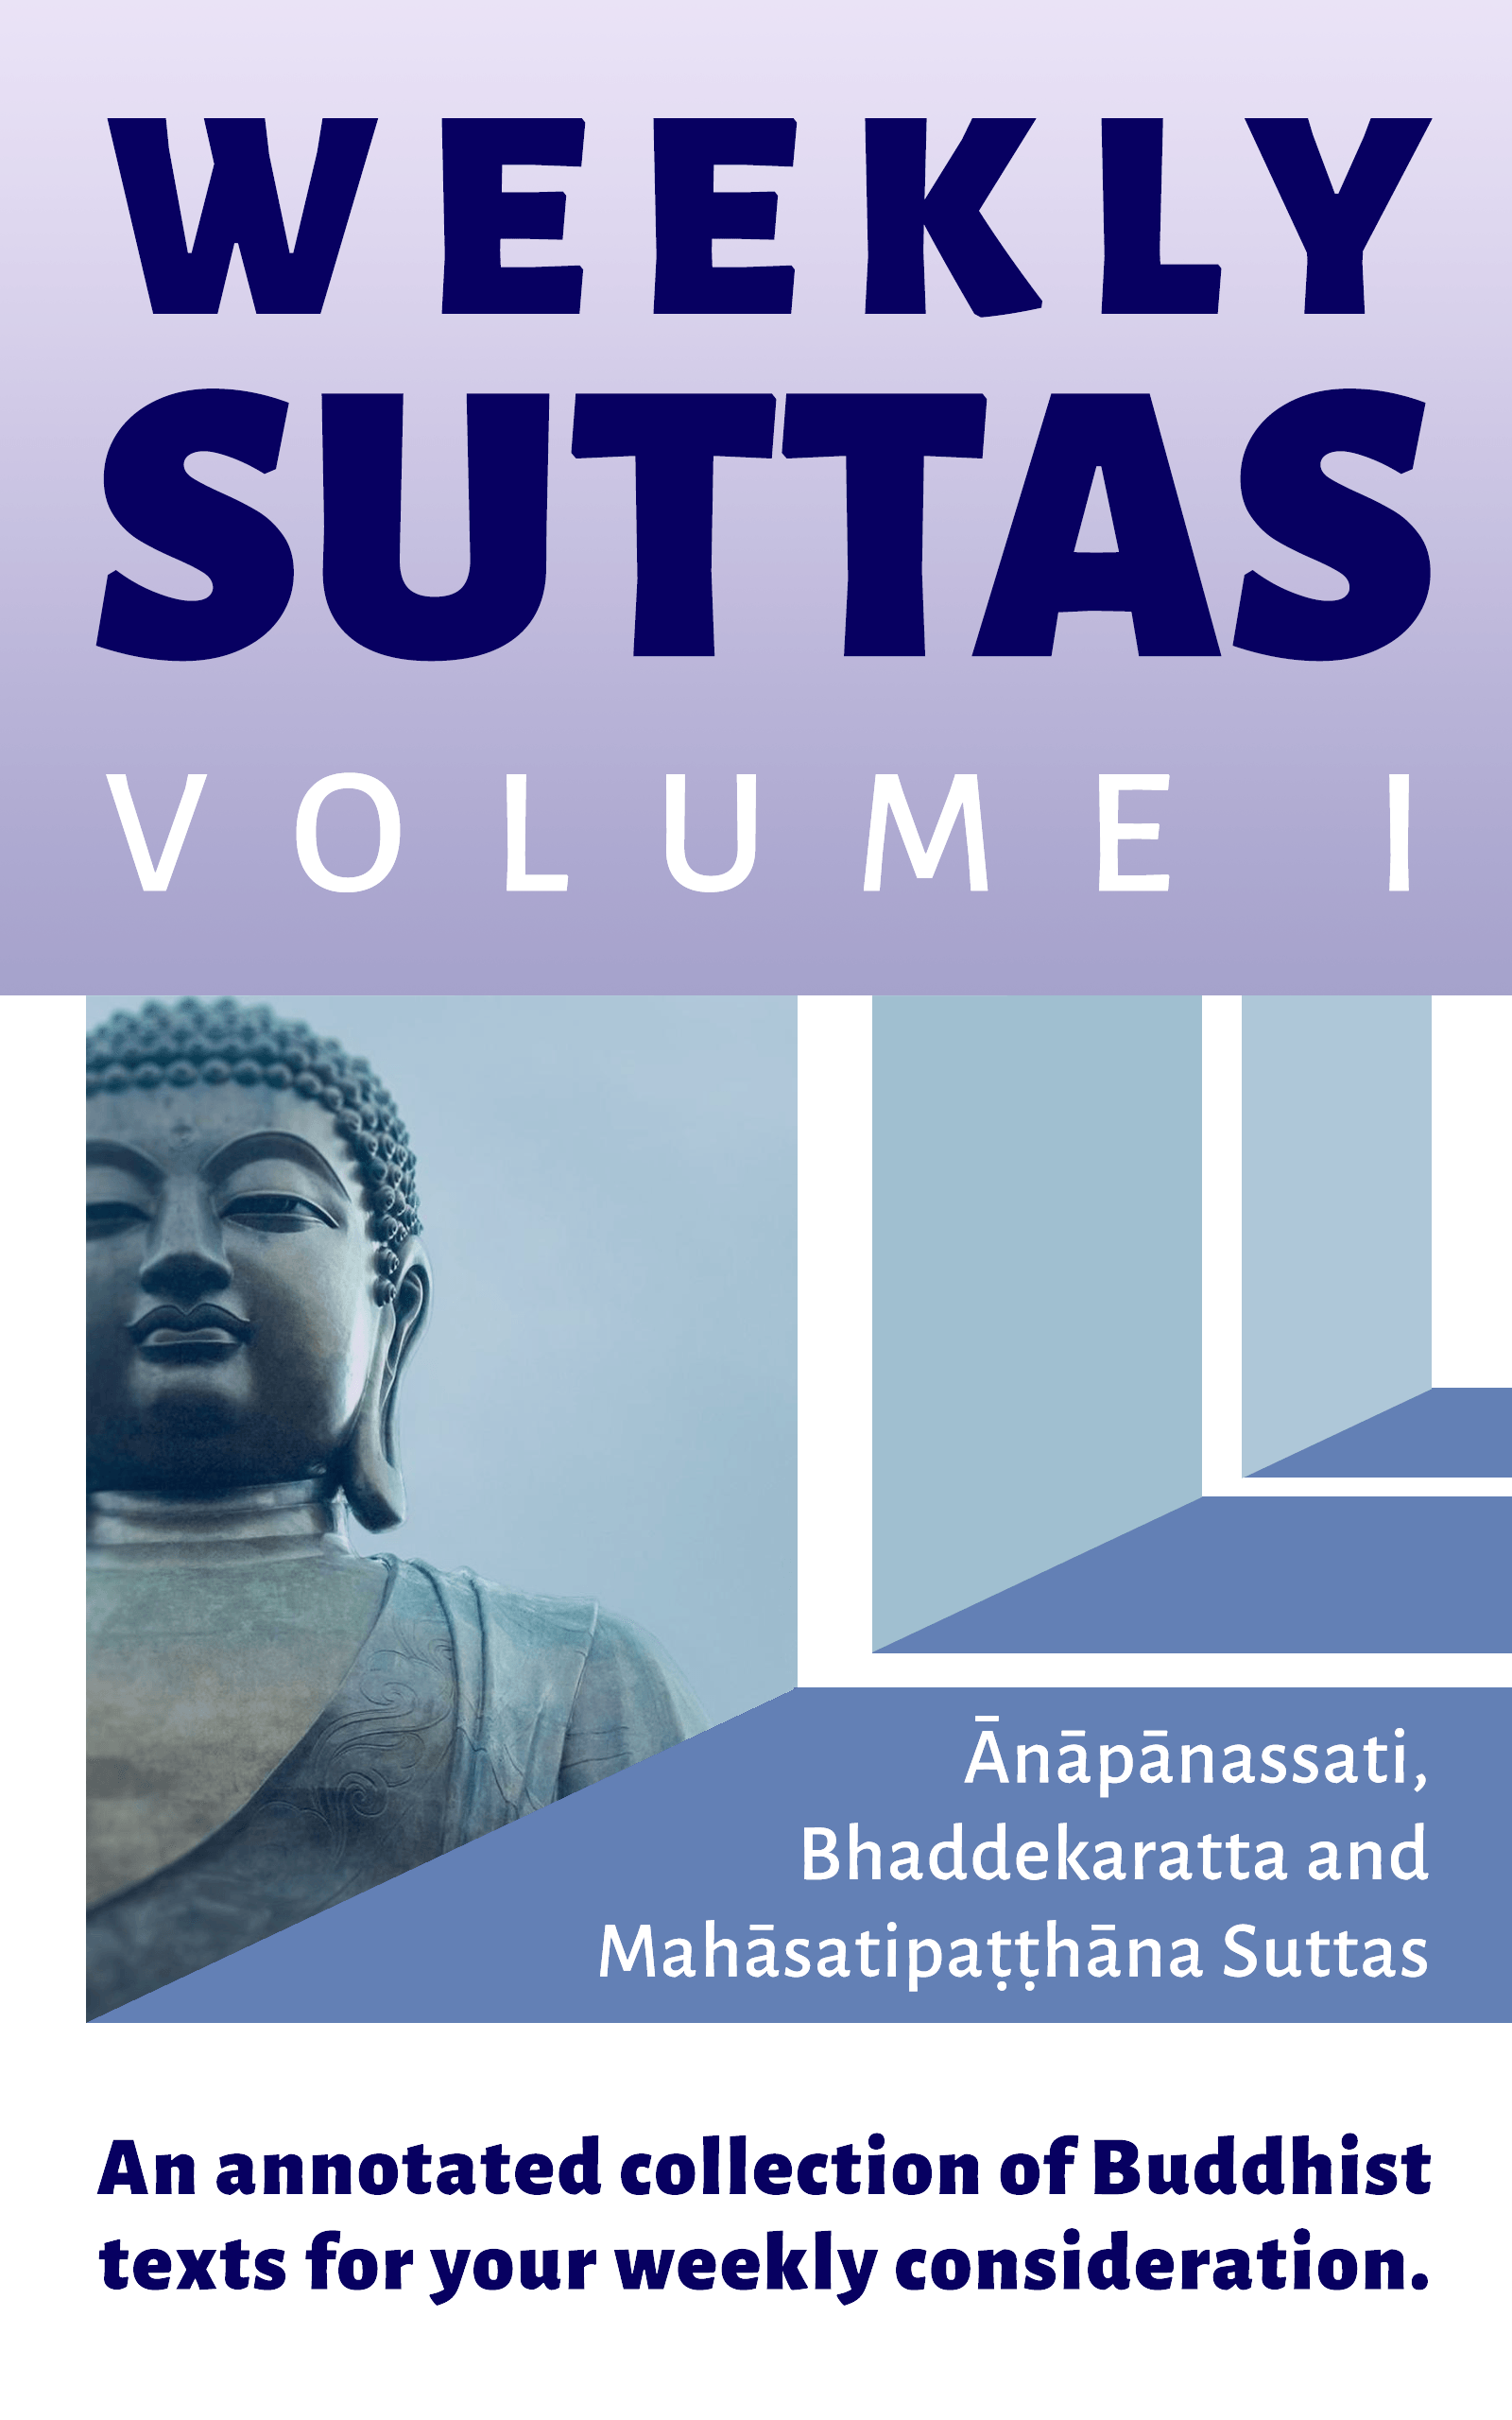 WEEKLY
SUTTAS
VOLUME I
Ānāpānassati,
Bhaddekaratta and
Mahāsatipaṭṭhāna Suttas
An annotated collection of Buddhist
texts for your weekly consideration.